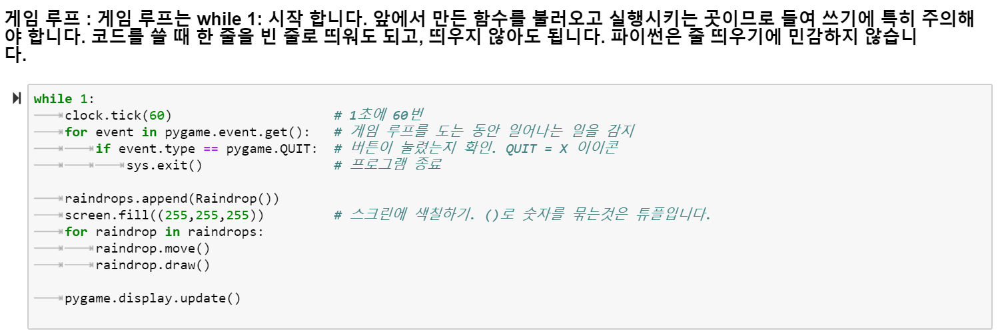 게임 루프 : 게임 루프는 while 1: 시작 합니다. 앞에서 만든 함수를 불러오고 실행시키는 곳이므로 들여 쓰기에 특히 주의해
야 합니다. 코드를 쓸 때 한 줄을 빈 줄로 띄워도 되고, 띄우지 않아도 됩니다. 파이썬은 줄 띄우기에 민감하지 않습니
다.
while 1:
clock.tick(60) # 1초에 60번
for event in pygame.event.get(): # 게임 루프를 도는 동안 일어나는 일을 감지
if event.type == pygame.QUIT: # 버튼이 눌렸는지 확인. QUIT = X 이이콘
sys.exit() # 프로그램 종료
raindrops.append(Raindrop())
screen.fill((255,255,255)) # 스크린에 색칠하기. ()로 숫자를 묶는것은 튜플입니다.
for raindrop in raindrops:
raindrop.move()
raindrop.draw()
pygame.display.update()